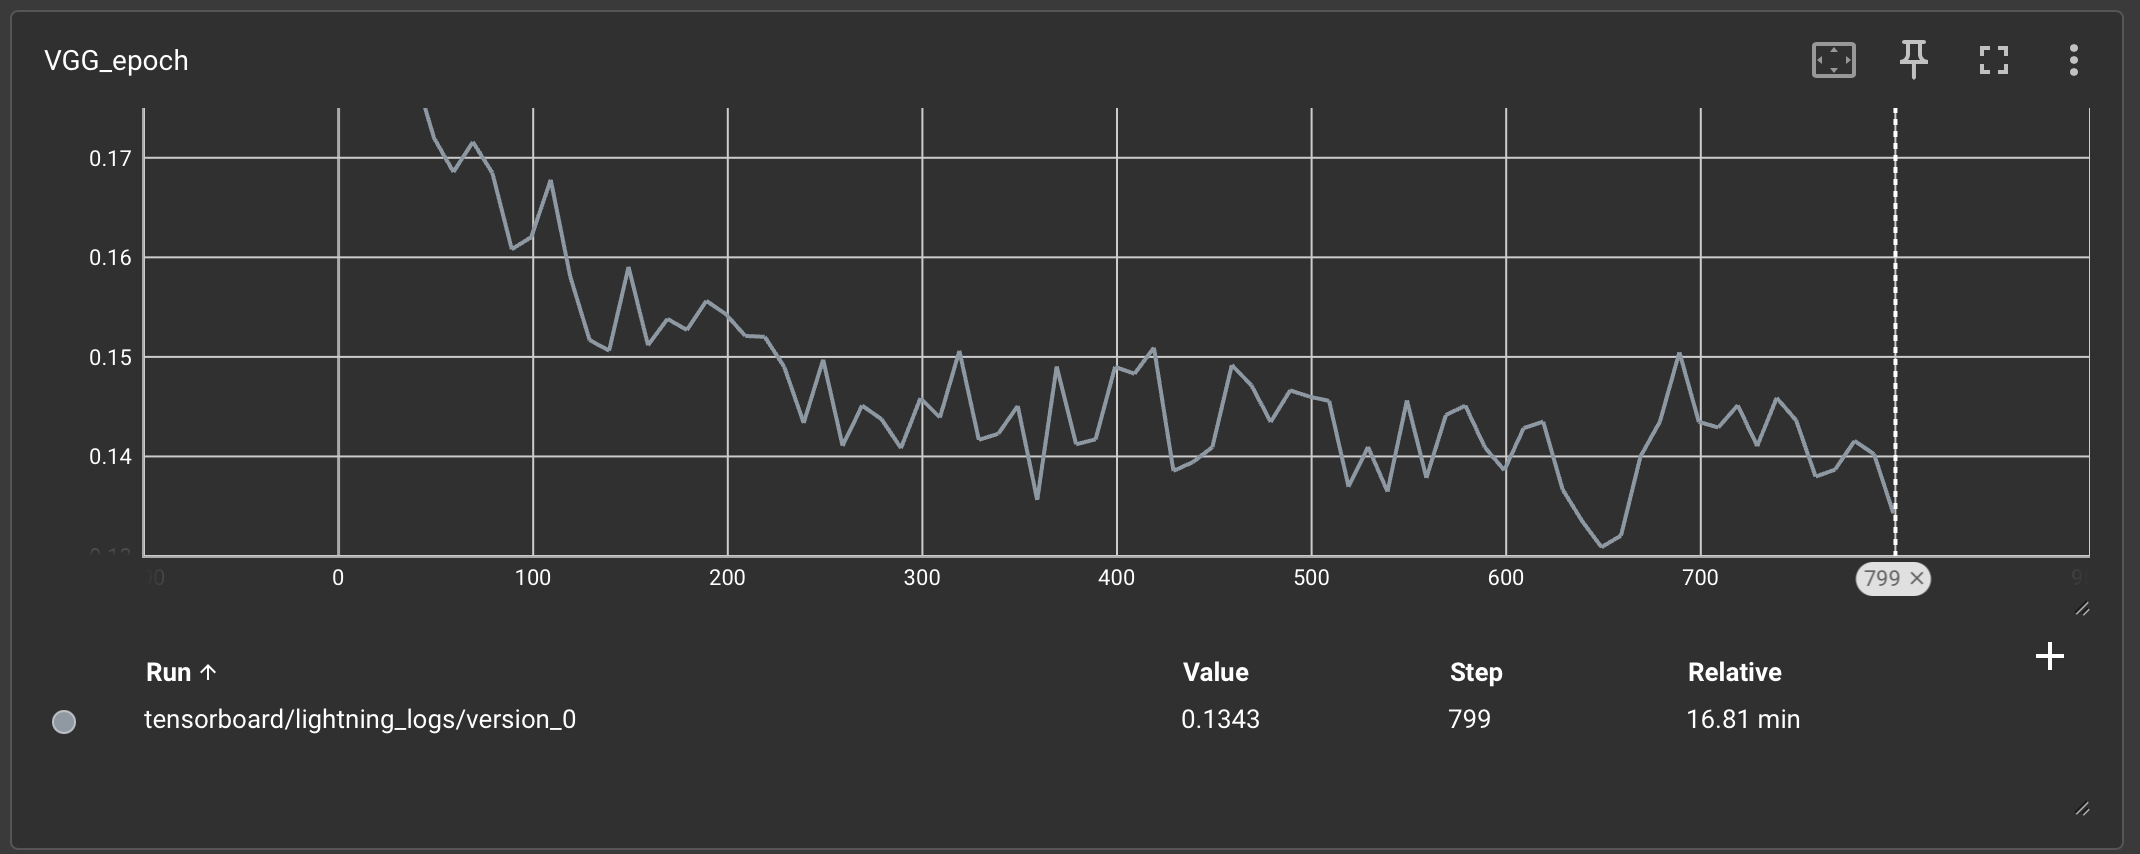 VGG_epoch
0.17
0.16
0.15
0.14
0 100 200 300 400 500 600 700 799
Run Value Step Relative
tensorboard/lightning_logs/version_0 0.1343 799 16.81 min